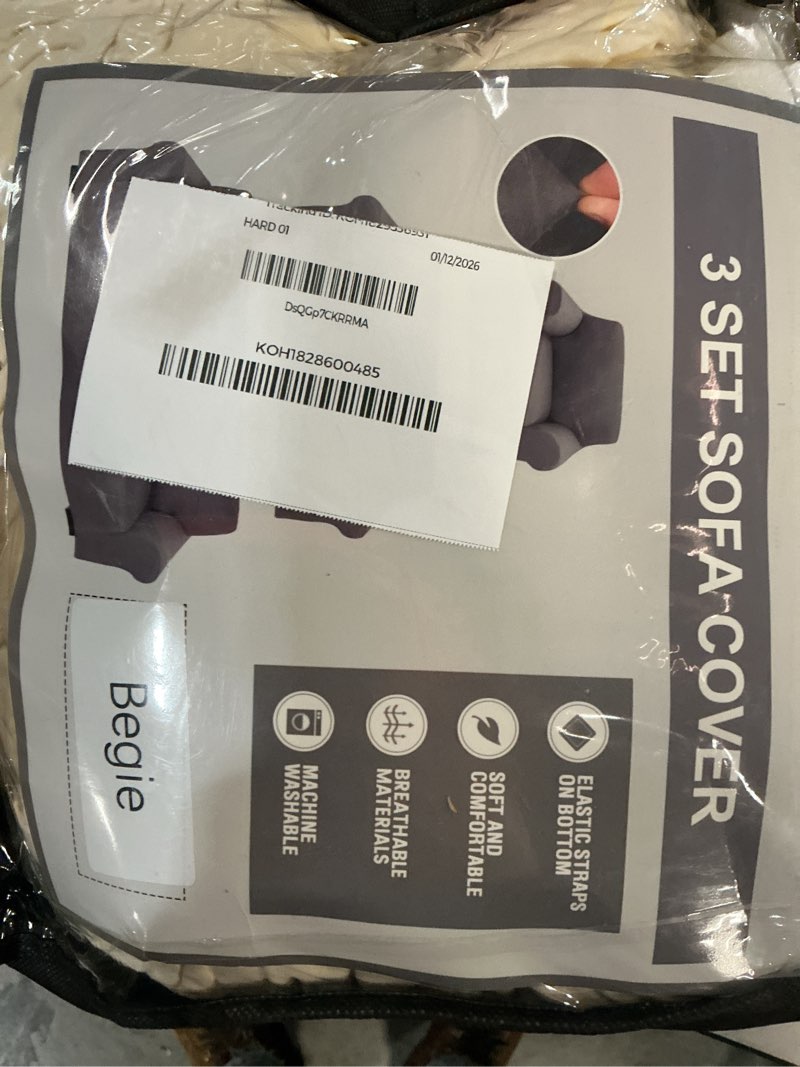 3 SET SOFA COVER
HARD 01
01/12/2026
DsQGp7CKRRMA
KOH1828600485
ELASTIC STRAPS
ON BOTTOM
SOFT AND
COMFORTABLE
BREATHABLE
MATERIALS
MACHINE
WASHABLE
Begie